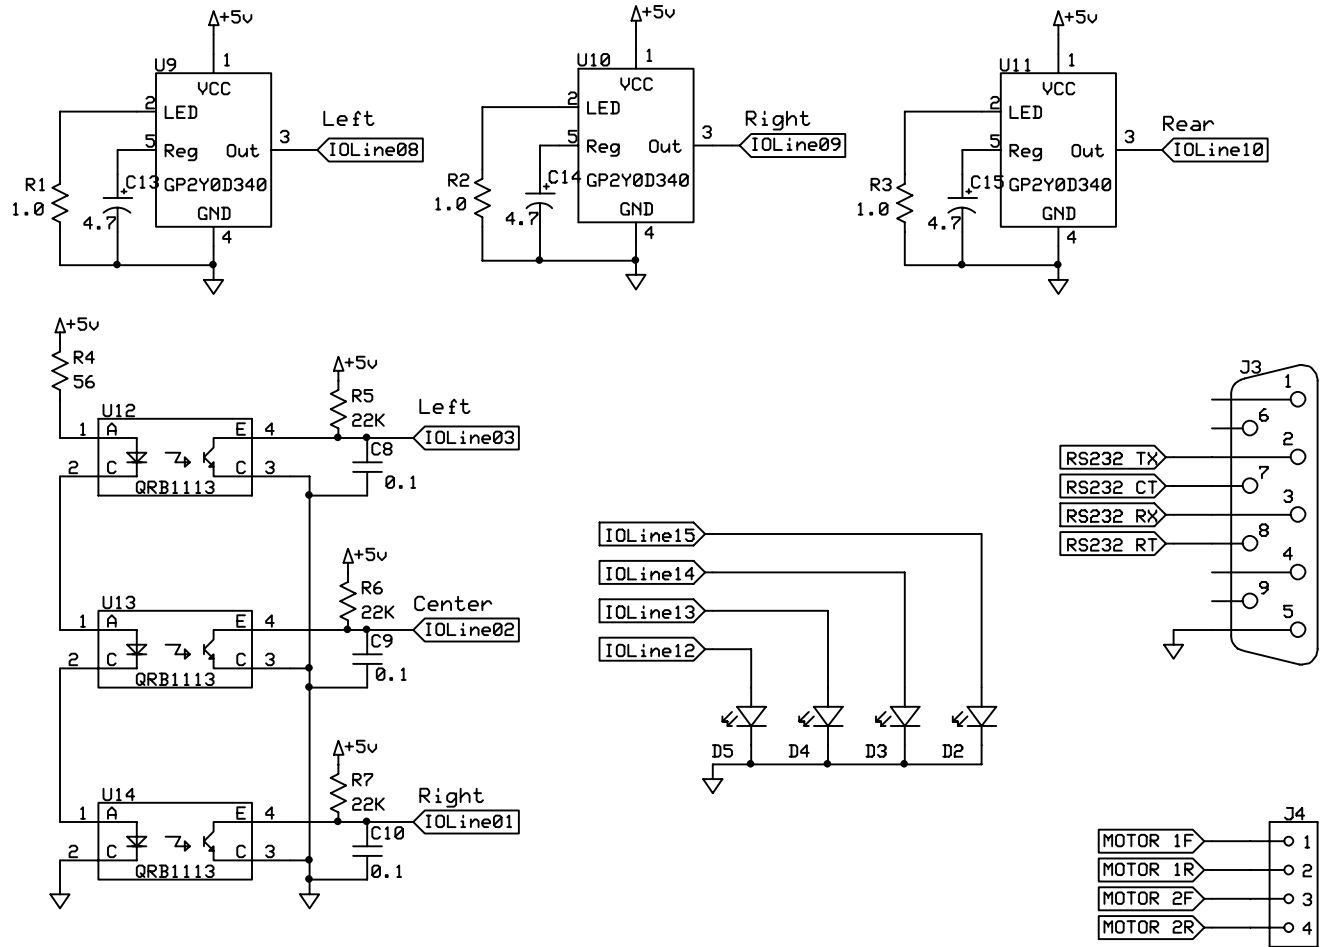 +5v
U9
1
VCC
2
LED
5
Reg
Out
3
Left
IOLine08
R1
1.0
C13
+
4.7
GP2Y0D340
GND
4
+5v
U10
1
VCC
2
LED
5
Reg
Out
3
Right
IOLine09
R2
1.0
C14
+
4.7
GP2Y0D340
GND
4
+5v
U11
1
VCC
2
LED
5
Reg
Out
3
Rear
IOLine10
R3
1.0
C15
+
4.7
GP2Y0D340
GND
4
+5v
R4
56
+5v
R5
22K
Left
IOLine03
U12
1
A
E
4
2
C
C
3
QRB1113
C8
0.1
+5v
R6
22K
Center
IOLine02
U13
1
A
E
4
2
C
C
3
QRB1113
C9
0.1
+5v
R7
22K
Right
IOLine01
U14
1
A
E
4
2
C
C
3
QRB1113
C10
0.1
IOLine15
IOLine14
IOLine13
IOLine12
D5
D4
D3
D2
J3
1
6
RS232 TX
2
RS232 CT
7
RS232 RX
3
RS232 RT
8
4
9
5
J4
MOTOR 1F
1
MOTOR 1R
2
MOTOR 2F
3
MOTOR 2R
4